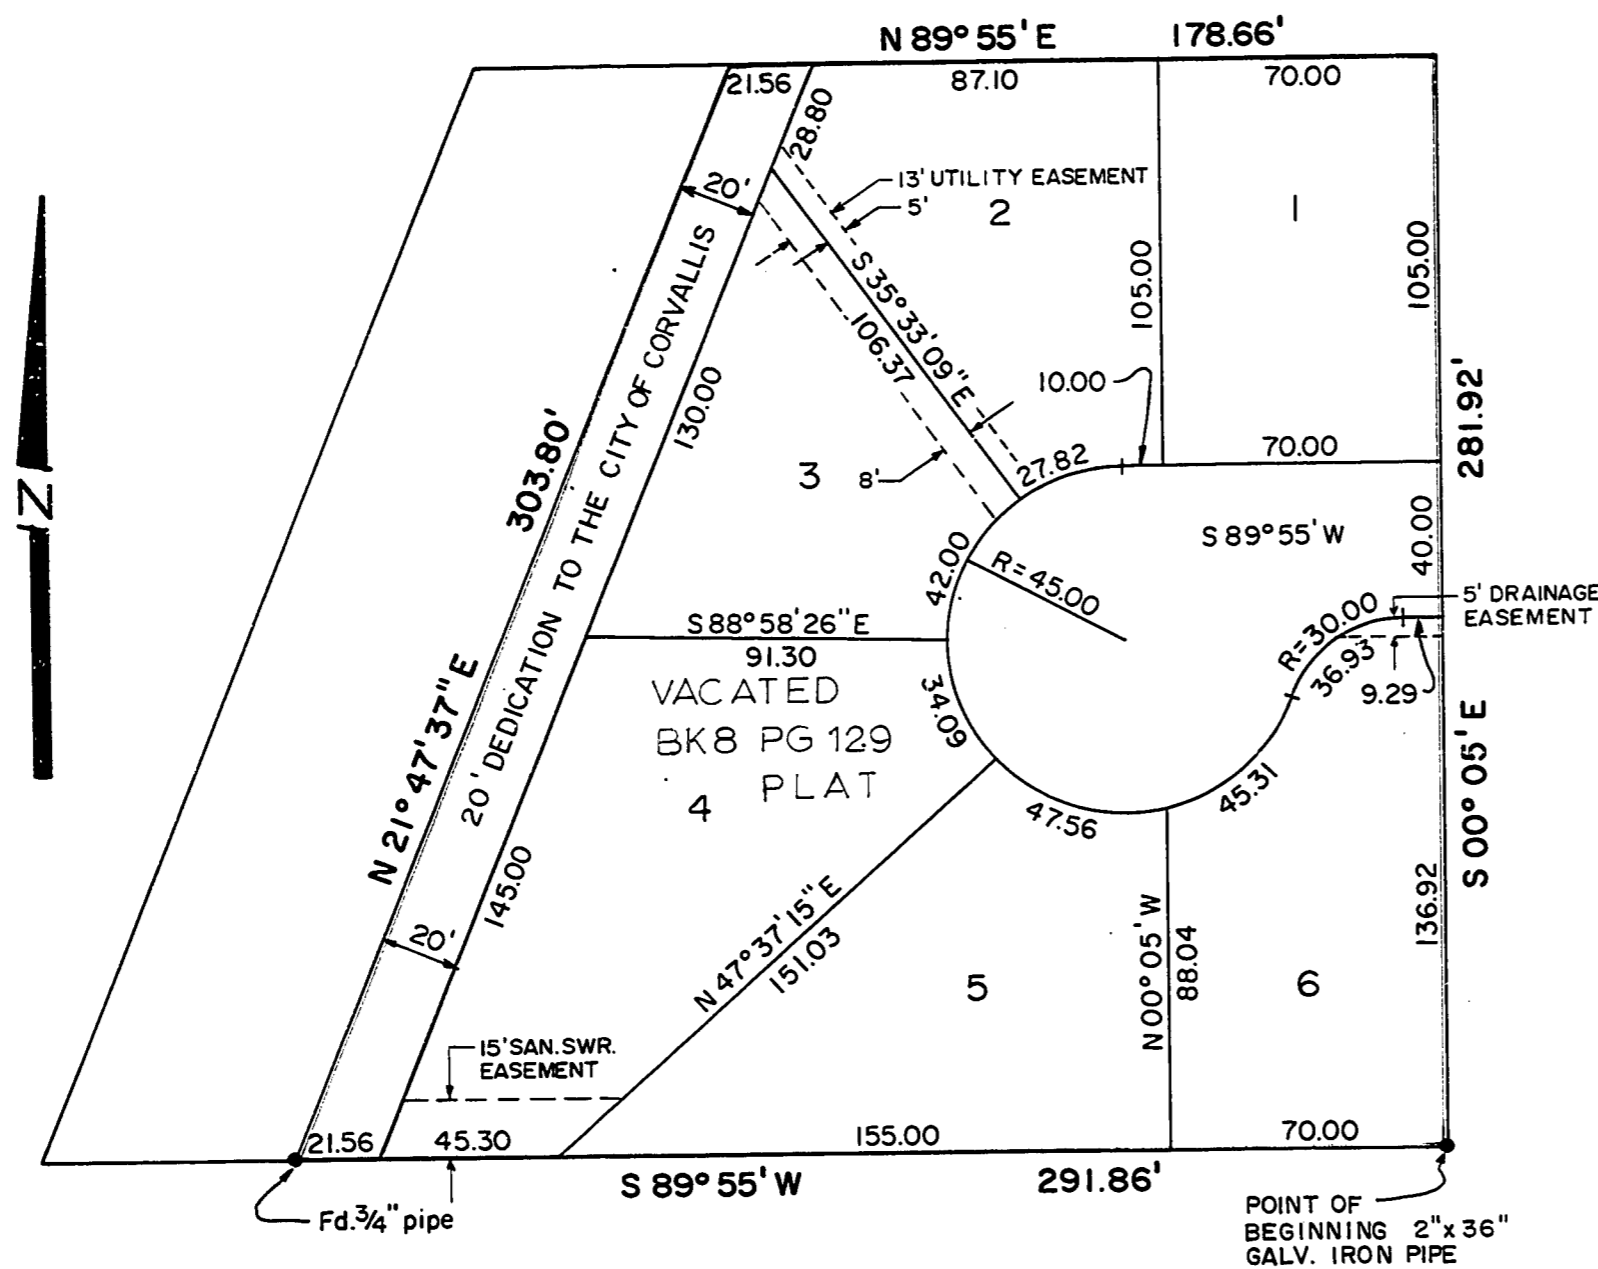 N 89° 55' E 178.66'
21.56 87.10 70.00
28.80
20'
13' UTILITY EASEMENT
5'
2 1
S 35° 33' 09" E
106.37
105.00
105.00
10.00
281.92'
20' DEDICATION TO THE CITY OF CORVALLIS
130.00
303.80'
N
3 8'
27.82
70.00
S 89° 55' W
40.00
42.00
R=45.00
5' DRAINAGE
EASEMENT
R=30.00
36.93
9.29
S 88° 58' 26" E
91.30
VACATED
BK8 PG 129
PLAT
4
34.09
N 21° 47' 37" E
S 00° 05' E
47.56
45.31
145.00
20'
136.92
N 47° 37' 15" E
151.03
N 00° 05' W
88.04
5 6
15' SAN. SWR.
EASEMENT
21.56 45.30 155.00 70.00
S 89° 55' W 291.86'
Fd. 3/4" pipe
POINT OF
BEGINNING 2" x 36"
GALV. IRON PIPE